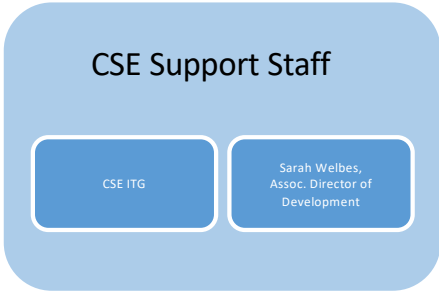 CSE Support Staff
CSE ITG
Sarah Welbes,
Assoc. Director of
Development